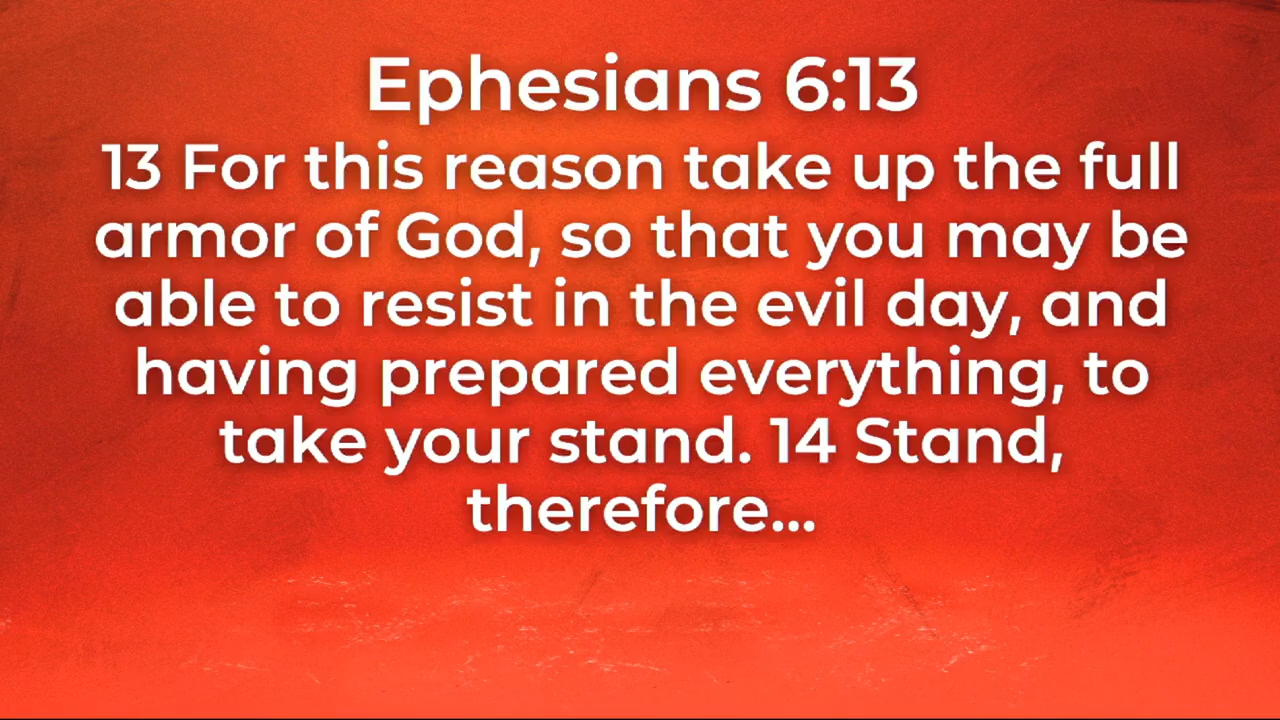 Ephesians 6:13
13 For this reason take up the full
armor of God, so that you may be
able to resist in the evil day, and
having prepared everything, to
take your stand. 14 Stand,
therefore...